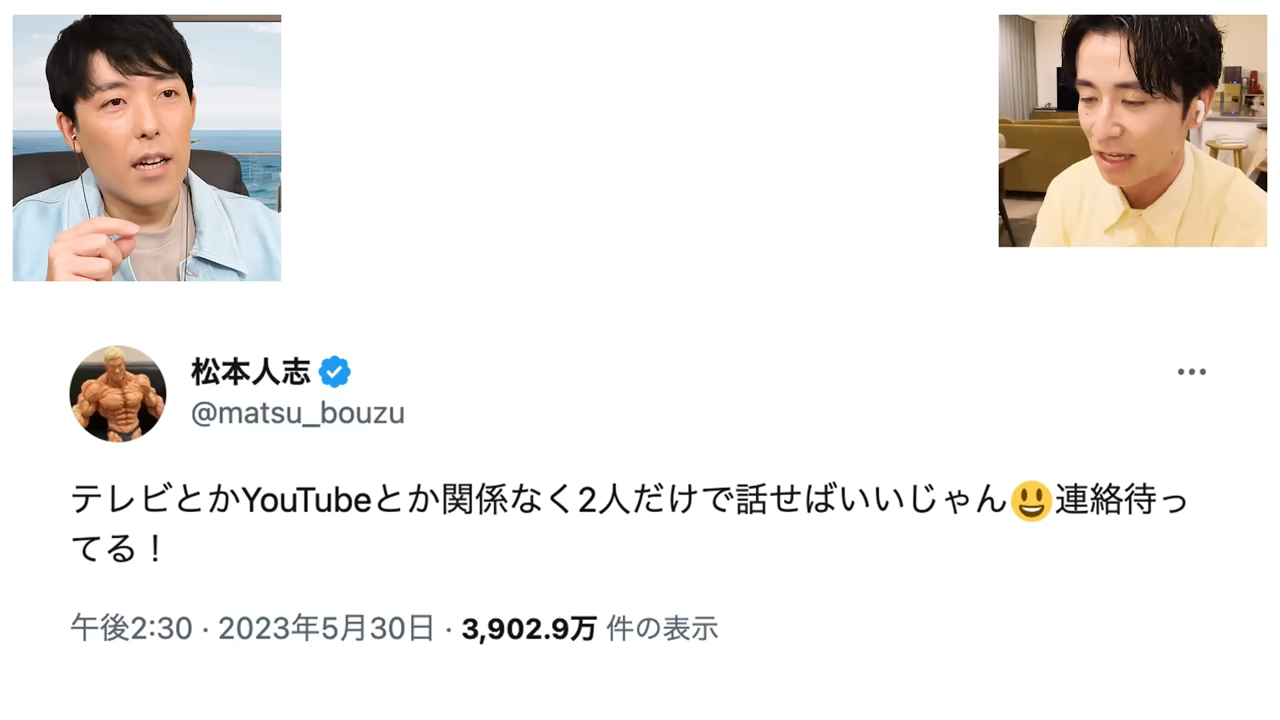 松本人志
@matsu_bouzu
テレビとかYouTubeとか関係なく2人だけで話せばいいじゃん😃連絡待っ
てる！
午後2:30 · 2023年5月30日 · 3,902.9万 件の表示